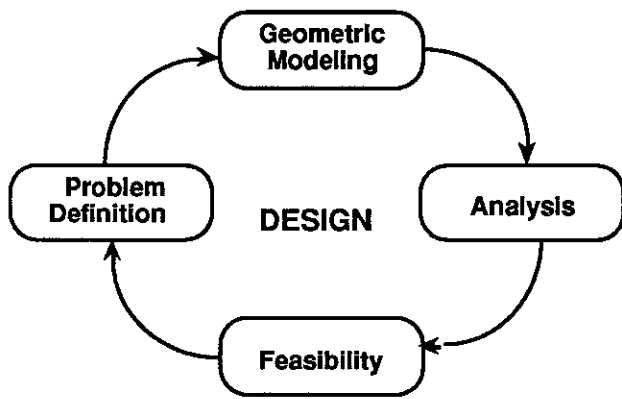 Geometric
Modeling
Problem
Definition
DESIGN
Analysis
Feasibility